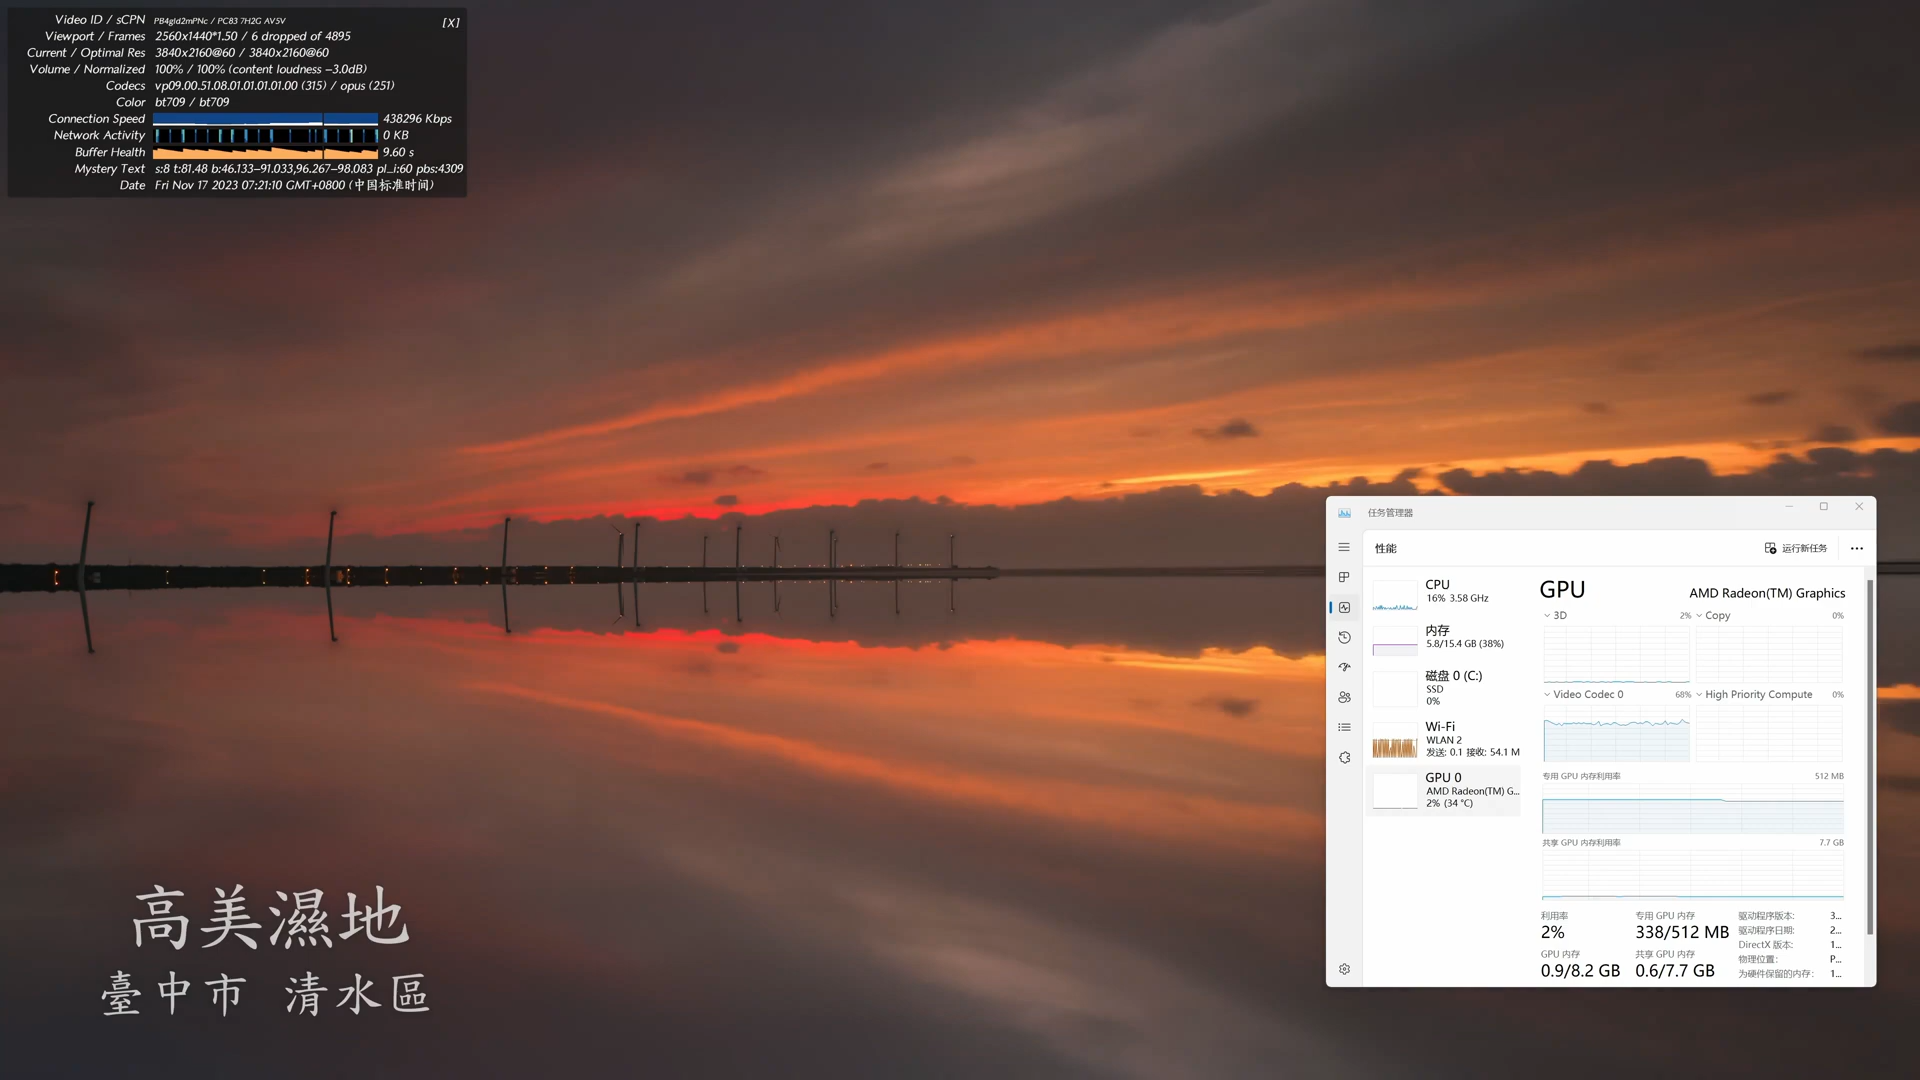 Video ID / sCPN PB4gld2mPNc / PC83 7H2G AV5V [X]
Viewport / Frames 2560x1440*1.50 / 6 dropped of 4895
Current / Optimal Res 3840x2160@60 / 3840x2160@60
Volume / Normalized 100% / 100% (content loudness -3.0dB)
Codecs vp09.00.51.08.01.01.01.01.00 (315) / opus (251)
Color bt709 / bt709
Connection Speed 438296 Kbps
Network Activity 0 KB
Buffer Health 9.60 s
Mystery Text s:8 t:81.48 b:46.133-91.033,96.267-98.083 pl_i:60 pbs:4309
Date Fri Nov 17 2023 07:21:10 GMT+0800 (中国标准时间)
高美濕地
臺中市 清水區
任务管理器
性能
运行新任务
CPU
16% 3.58 GHz
内存
5.8/15.4 GB (38%)
磁盘 0 (C:)
SSD
0%
Wi-Fi
WLAN 2
发送: 0.1 接收: 54.1 M
GPU 0
AMD Radeon(TM) G...
2% (34 °C)
GPU AMD Radeon(TM) Graphics
3D 2% Copy 0%
Video Codec 0 68% High Priority Compute 0%
专用 GPU 内存利用率 512 MB
共享 GPU 内存利用率 7.7 GB
利用率
2%
专用 GPU 内存
338/512 MB
GPU 内存
0.9/8.2 GB
共享 GPU 内存
0.6/7.7 GB
驱动程序版本: 3...
驱动程序日期: 2...
DirectX 版本: 1...
物理位置: P...
为硬件保留的内存: 1...